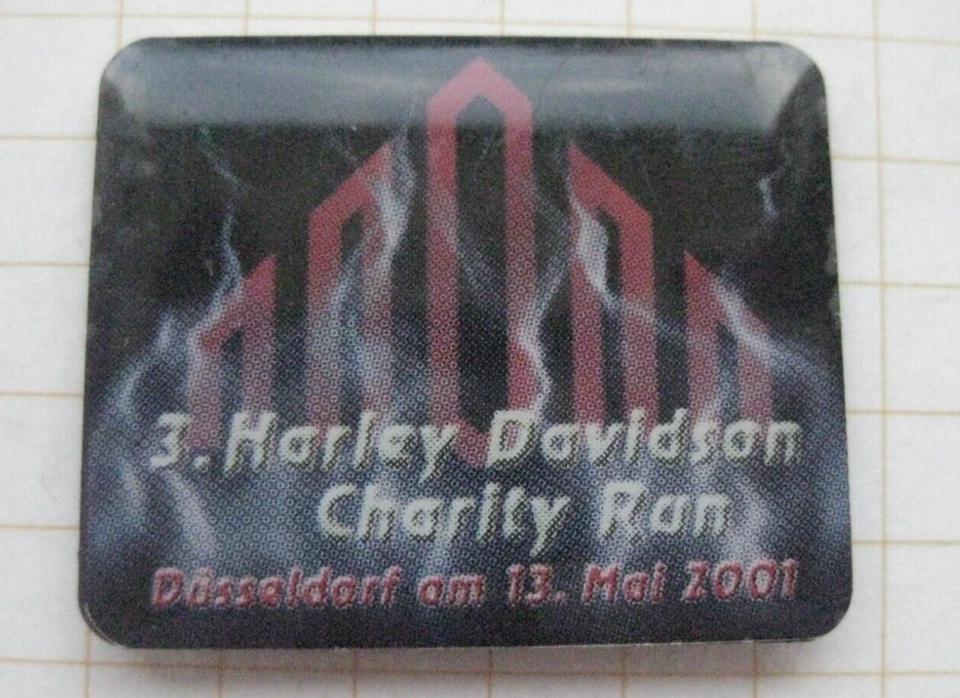 3. Harley Davidson
Charity Run
Düsseldorf am 13. Mai 2001